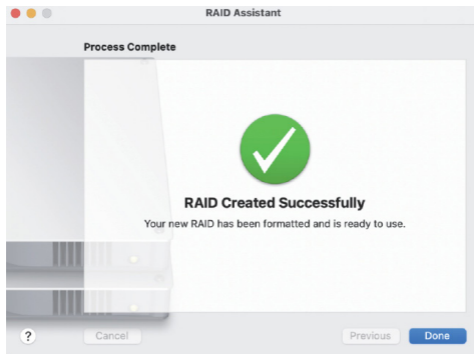 RAID Assistant
Process Complete
RAID Created Successfully
Your new RAID has been formatted and is ready to use.
?
Cancel
Previous
Done